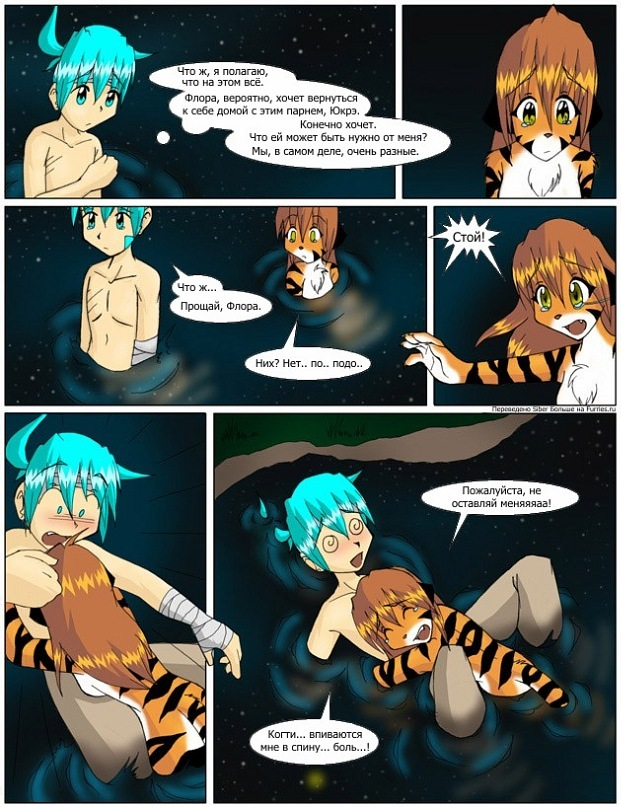 Что ж, я полагаю,
что на этом всё.
Флора, вероятно, хочет вернуться
к себе домой с этим парнем, Юкрэ.
Конечно хочет.
Что ей может быть нужно от меня?
Мы, в самом деле, очень разные.
Что ж...
Прощай, Флора.
Них? Нет.. по.. подо..
Стой!
Переведено Siber Больше на Furries.ru
Пожалуйста, не
оставляй меняяяаа!
Когти... впиваются
мне в спину... боль...!